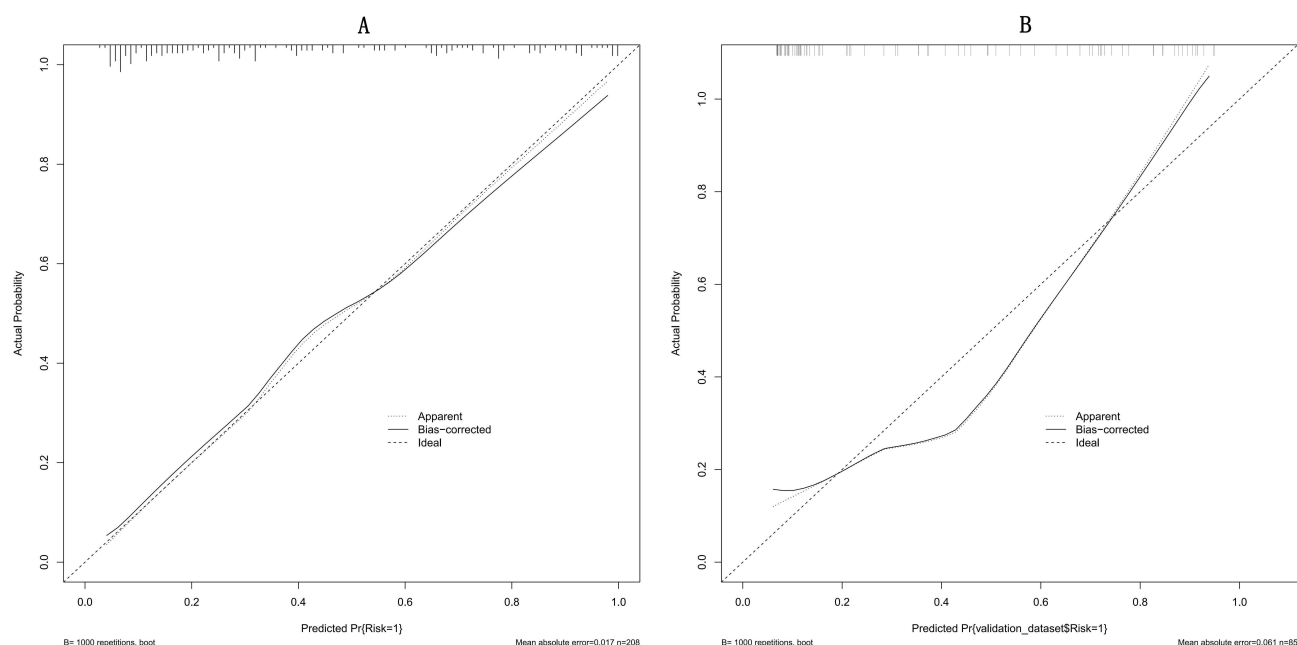 A
1.0
0.8
0.6
0.4
0.2
0.0
Actual Probability
Apparent
Bias−corrected
Ideal
0.0 0.2 0.4 0.6 0.8 1.0
Predicted Pr{Risk=1}
B= 1000 repetitions, boot
Mean absolute error=0.017 n=208
B
1.0
0.8
0.6
0.4
0.2
0.0
Actual Probability
Apparent
Bias−corrected
Ideal
0.0 0.2 0.4 0.6 0.8 1.0
Predicted Pr{validation_dataset$Risk=1}
B= 1000 repetitions, boot
Mean absolute error=0.061 n=85